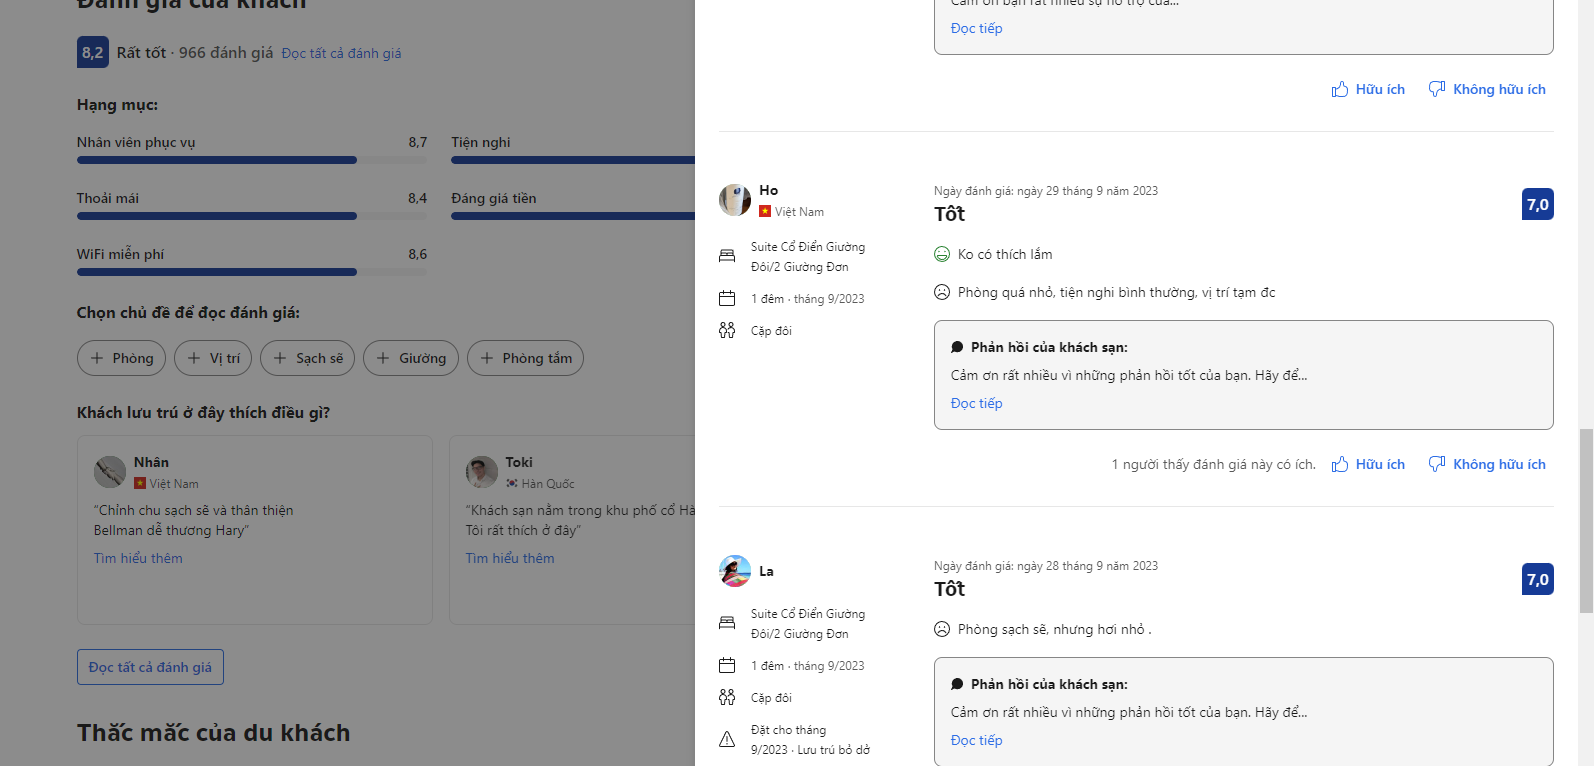 Đánh giá của khách
8,2 Rất tốt · 966 đánh giá Đọc tất cả đánh giá
Hạng mục:
Nhân viên phục vụ 8,7 Tiện nghi
Thoải mái 8,4 Đáng giá tiền
WiFi miễn phí 8,6
Chọn chủ đề để đọc đánh giá:
Phòng Vị trí Sạch sẽ Giường Phòng tắm
Khách lưu trú ở đây thích điều gì?
Nhân
Việt Nam
“Chỉnh chu sạch sẽ và thân thiện
Bellman dễ thương Hary”
Tìm hiểu thêm
Toki
Hàn Quốc
“Khách sạn nằm trong khu phố cổ Hà
Tôi rất thích ở đây”
Tìm hiểu thêm
Đọc tất cả đánh giá
Thắc mắc của du khách
Cảm ơn bạn rất nhiều sự hỗ trợ của...
Đọc tiếp
Hữu ích Không hữu ích
Ho
Việt Nam
Suite Cổ Điển Giường
Đôi/2 Giường Đơn
1 đêm · tháng 9/2023
Cặp đôi
Ngày đánh giá: ngày 29 tháng 9 năm 2023
Tốt
7,0
Ko có thích lắm
Phòng quá nhỏ, tiện nghi bình thường, vị trí tạm đc
Phản hồi của khách sạn:
Cảm ơn rất nhiều vì những phản hồi tốt của bạn. Hãy để...
Đọc tiếp
1 người thấy đánh giá này có ích. Hữu ích Không hữu ích
La
Suite Cổ Điển Giường
Đôi/2 Giường Đơn
1 đêm · tháng 9/2023
Cặp đôi
Đặt cho tháng
9/2023 · Lưu trú bỏ dở
Ngày đánh giá: ngày 28 tháng 9 năm 2023
Tốt
7,0
Phòng sạch sẽ, nhưng hơi nhỏ .
Phản hồi của khách sạn:
Cảm ơn rất nhiều vì những phản hồi tốt của bạn. Hãy để...
Đọc tiếp